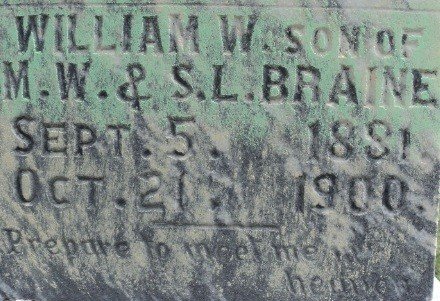 WILLIAM W. SON OF
M.W. & S.L. BRAINE
SEPT. 5. 1881.
OCT. 21. 1900.
Prepare to meet me in
heaven